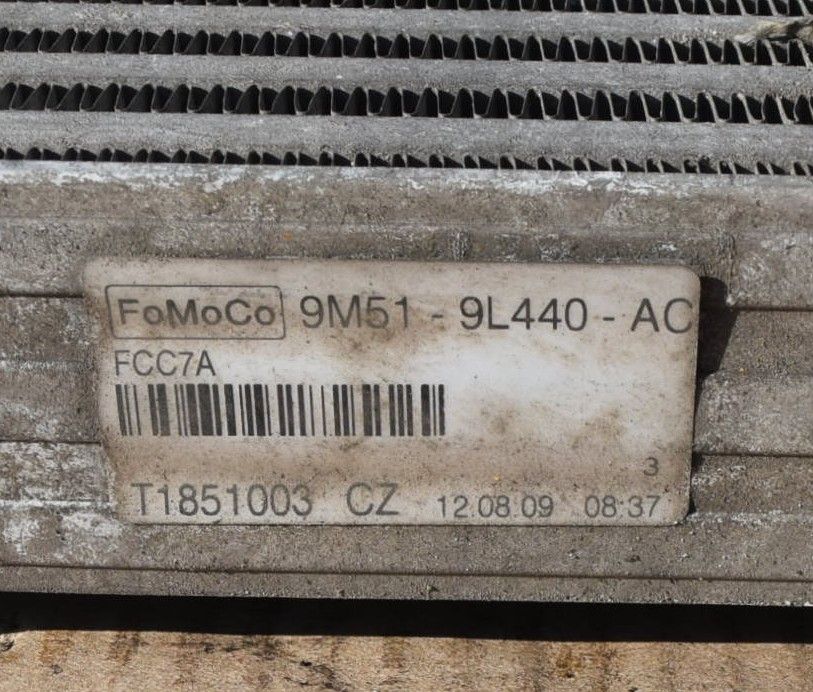 FoMoCo 9M51 - 9L440 - AC
FCC7A
3
T1851003 CZ 12.08.09 08:37